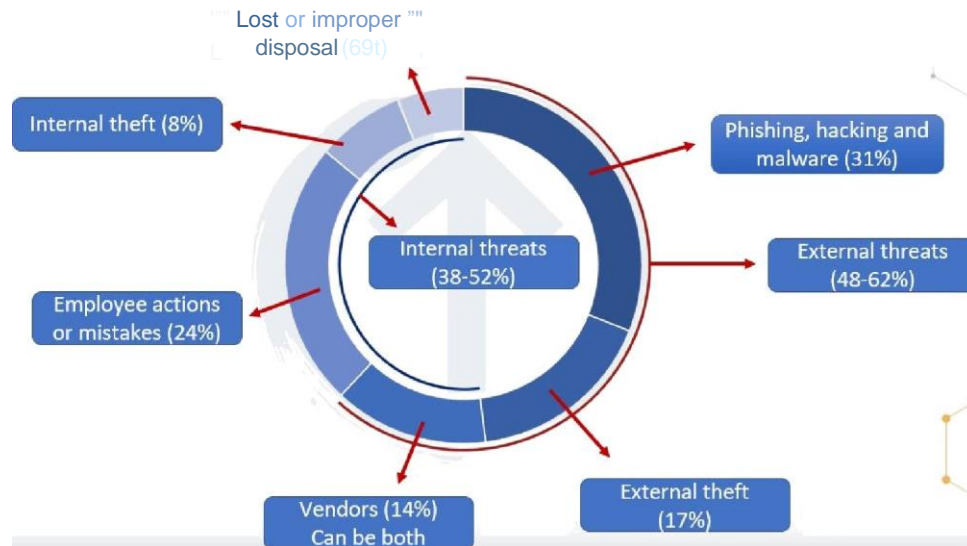 Lost or improper ""
disposal (69t)
Internal theft (8%)
Phishing, hacking and
malware (31%)
Internal threats
(38-52%)
External threats
(48-62%)
Employee actions
or mistakes (24%)
Vendors (14%)
Can be both
External theft
(17%)